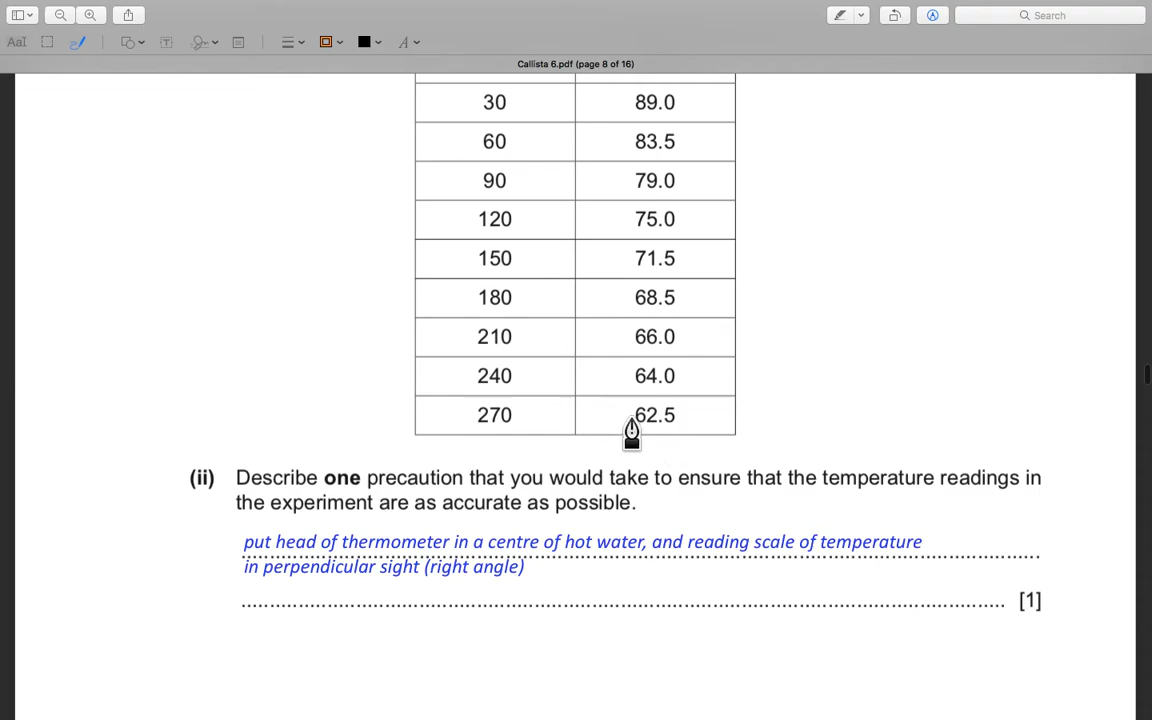 Search
AaI
A
Callista 6.pdf (page 8 of 16)
30 89.0
60 83.5
90 79.0
120 75.0
150 71.5
180 68.5
210 66.0
240 64.0
270 62.5
(ii) Describe one precaution that you would take to ensure that the temperature readings in
the experiment are as accurate as possible.
put head of thermometer in a centre of hot water, and reading scale of temperature
in perpendicular sight (right angle)
[1]